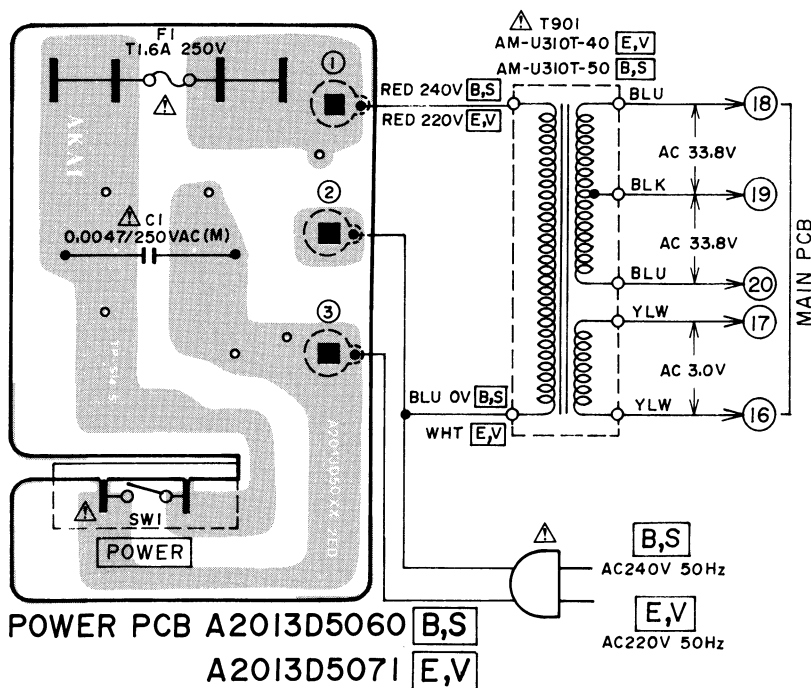 F1
T1.6A 250V
①
RED 240V B,S
RED 220V E,V
AKAI
②
C1
0.0047/250VAC(M)
③
BLU 0V B,S
WHT E,V
SW1
POWER
T901
AM-U310T-40 E,V
AM-U310T-50 B,S
BLU
⑱
AC 33.8V
BLK
⑲
AC 33.8V
BLU
⑳
YLW
⑰
AC 3.0V
YLW
⑯
MAIN PCB
B,S
AC240V 50Hz
E,V
AC220V 50Hz
POWER PCB A2013D5060 B,S
A2013D5071 E,V